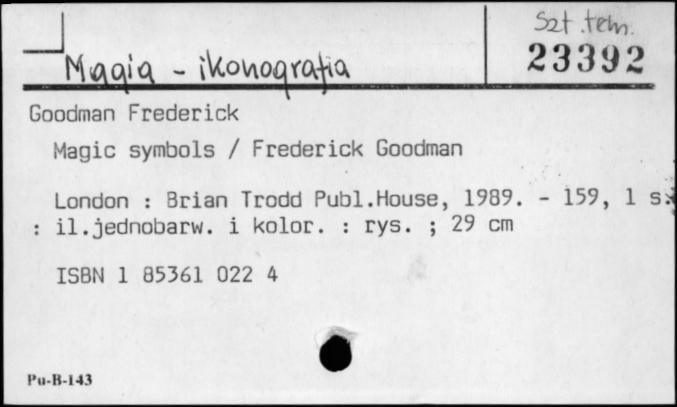 Szt. tem.
23392
Magia - ikonografia
Goodman Frederick
Magic symbols / Frederick Goodman
London : Brian Trodd Publ.House, 1989. - 159, 1 s.
: il.jednobarw. i kolor. : rys. ; 29 cm
ISBN 1 85361 022 4
Pu-B-143